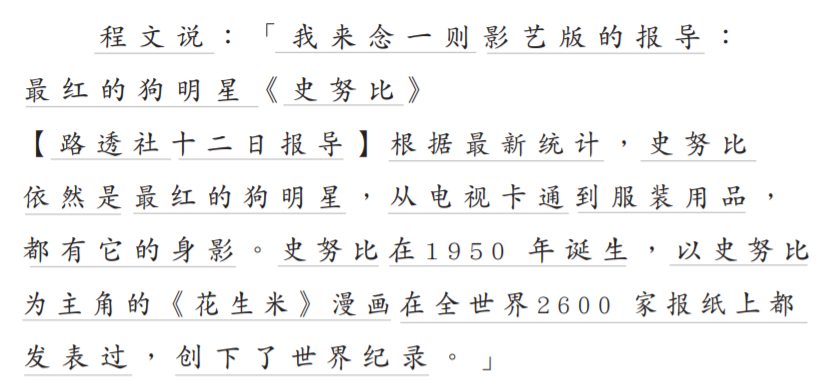 程文说：「我来念一则影艺版的报导：
最红的狗明星《史努比》
【路透社十二日报导】根据最新统计，史努比
依然是最红的狗明星，从电视卡通到服装用品，
都有它的身影。史努比在1950 年诞生，以史努比
为主角的《花生米》漫画在全世界2600 家报纸上都
发表过，创下了世界纪录。」